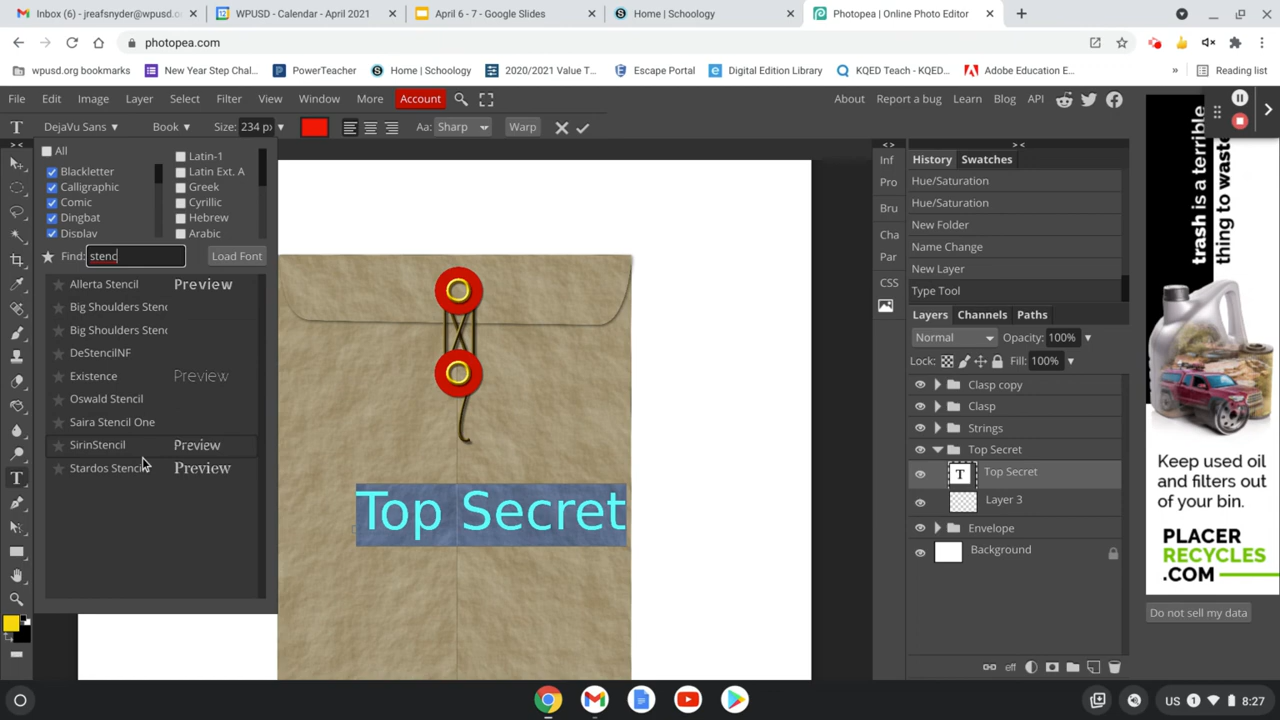 Inbox (6) - jreafsnyder@wpusd.o
WPUSD - Calendar - April 2021
April 6 - 7 - Google Slides
Home | Schoology
Photopea | Online Photo Editor
photopea.com
wpusd.org bookmarks
New Year Step Chal...
PowerTeacher
Home | Schoology
2020/2021 Value T...
Escape Portal
Digital Edition Library
KQED Teach - KQED...
Adobe Education E...
»
Reading list
File Edit Image Layer Select Filter View Window More Account
About Report a bug Learn Blog API
DejaVu Sans Book Size: 234 px Aa: Sharp Warp
All
Blackletter
Calligraphic
Comic
Dingbat
Display
Latin-1
Latin Ext. A
Greek
Cyrillic
Hebrew
Arabic
Find: stenc Load Font
Allerta Stencil Preview
Big Shoulders Stenc
Big Shoulders Stenc
DeStencilNF
Existence Preview
Oswald Stencil
Saira Stencil One
SirinStencil Preview
Stardos Stencil Preview
Top Secret
< >
> <
Inf
Pro
Bru
Cha
Par
CSS
> <
History Swatches
Hue/Saturation
Hue/Saturation
New Folder
Name Change
New Layer
Type Tool
Layers Channels Paths
Normal Opacity: 100%
Lock: Fill: 100%
Clasp copy
Clasp
Strings
Top Secret
T Top Secret
Layer 3
Envelope
Background
eff
trash is a terrible
thing to waste
Keep used oil
and filters out
of your bin.
PLACER
RECYCLES
.COM
Do not sell my data
US 1 8:27